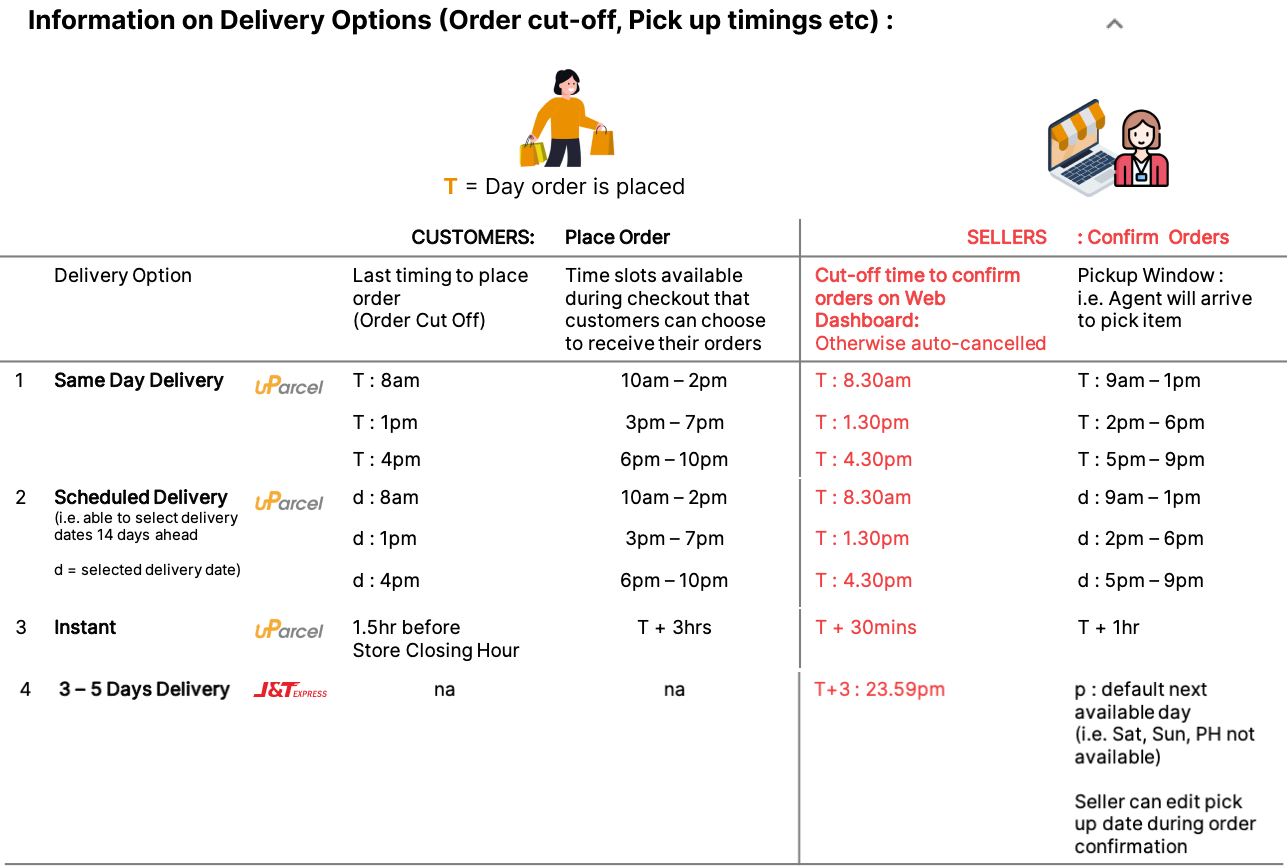 Information on Delivery Options (Order cut-off, Pick up timings etc) :
T = Day order is placed
CUSTOMERS: Place Order SELLERS : Confirm Orders
Delivery Option
Last timing to place
order
(Order Cut Off)
Time slots available
during checkout that
customers can choose
to receive their orders
Cut-off time to confirm
orders on Web
Dashboard:
Otherwise auto-cancelled
Pickup Window :
i.e. Agent will arrive
to pick item
1 Same Day Delivery uParcel T : 8am 10am – 2pm T : 8.30am T : 9am – 1pm
T : 1pm 3pm – 7pm T : 1.30pm T : 2pm – 6pm
T : 4pm 6pm – 10pm T : 4.30pm T : 5pm – 9pm
2 Scheduled Delivery uParcel d : 8am 10am – 2pm T : 8.30am d : 9am – 1pm
(i.e. able to select delivery
dates 14 days ahead
d : 1pm 3pm – 7pm T : 1.30pm d : 2pm – 6pm
d = selected delivery date)
d : 4pm 6pm – 10pm T : 4.30pm d : 5pm – 9pm
3 Instant uParcel 1.5hr before T + 3hrs T + 30mins T + 1hr
Store Closing Hour
4 3 – 5 Days Delivery J&T EXPRESS na na T+3 : 23.59pm p : default next
available day
(i.e. Sat, Sun, PH not
available)
Seller can edit pick
up date during order
confirmation